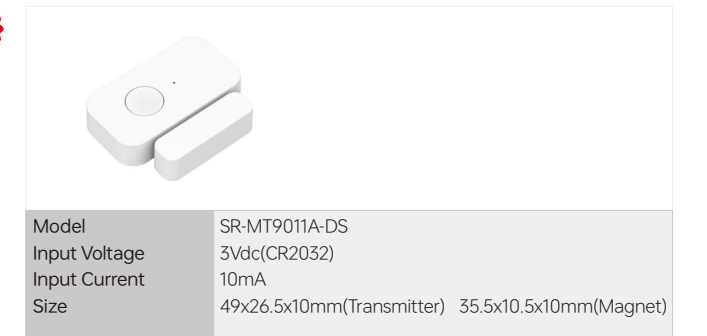 Model SR-MT9011A-DS
Input Voltage 3Vdc(CR2032)
Input Current 10mA
Size 49x26.5x10mm(Transmitter) 35.5x10.5x10mm(Magnet)